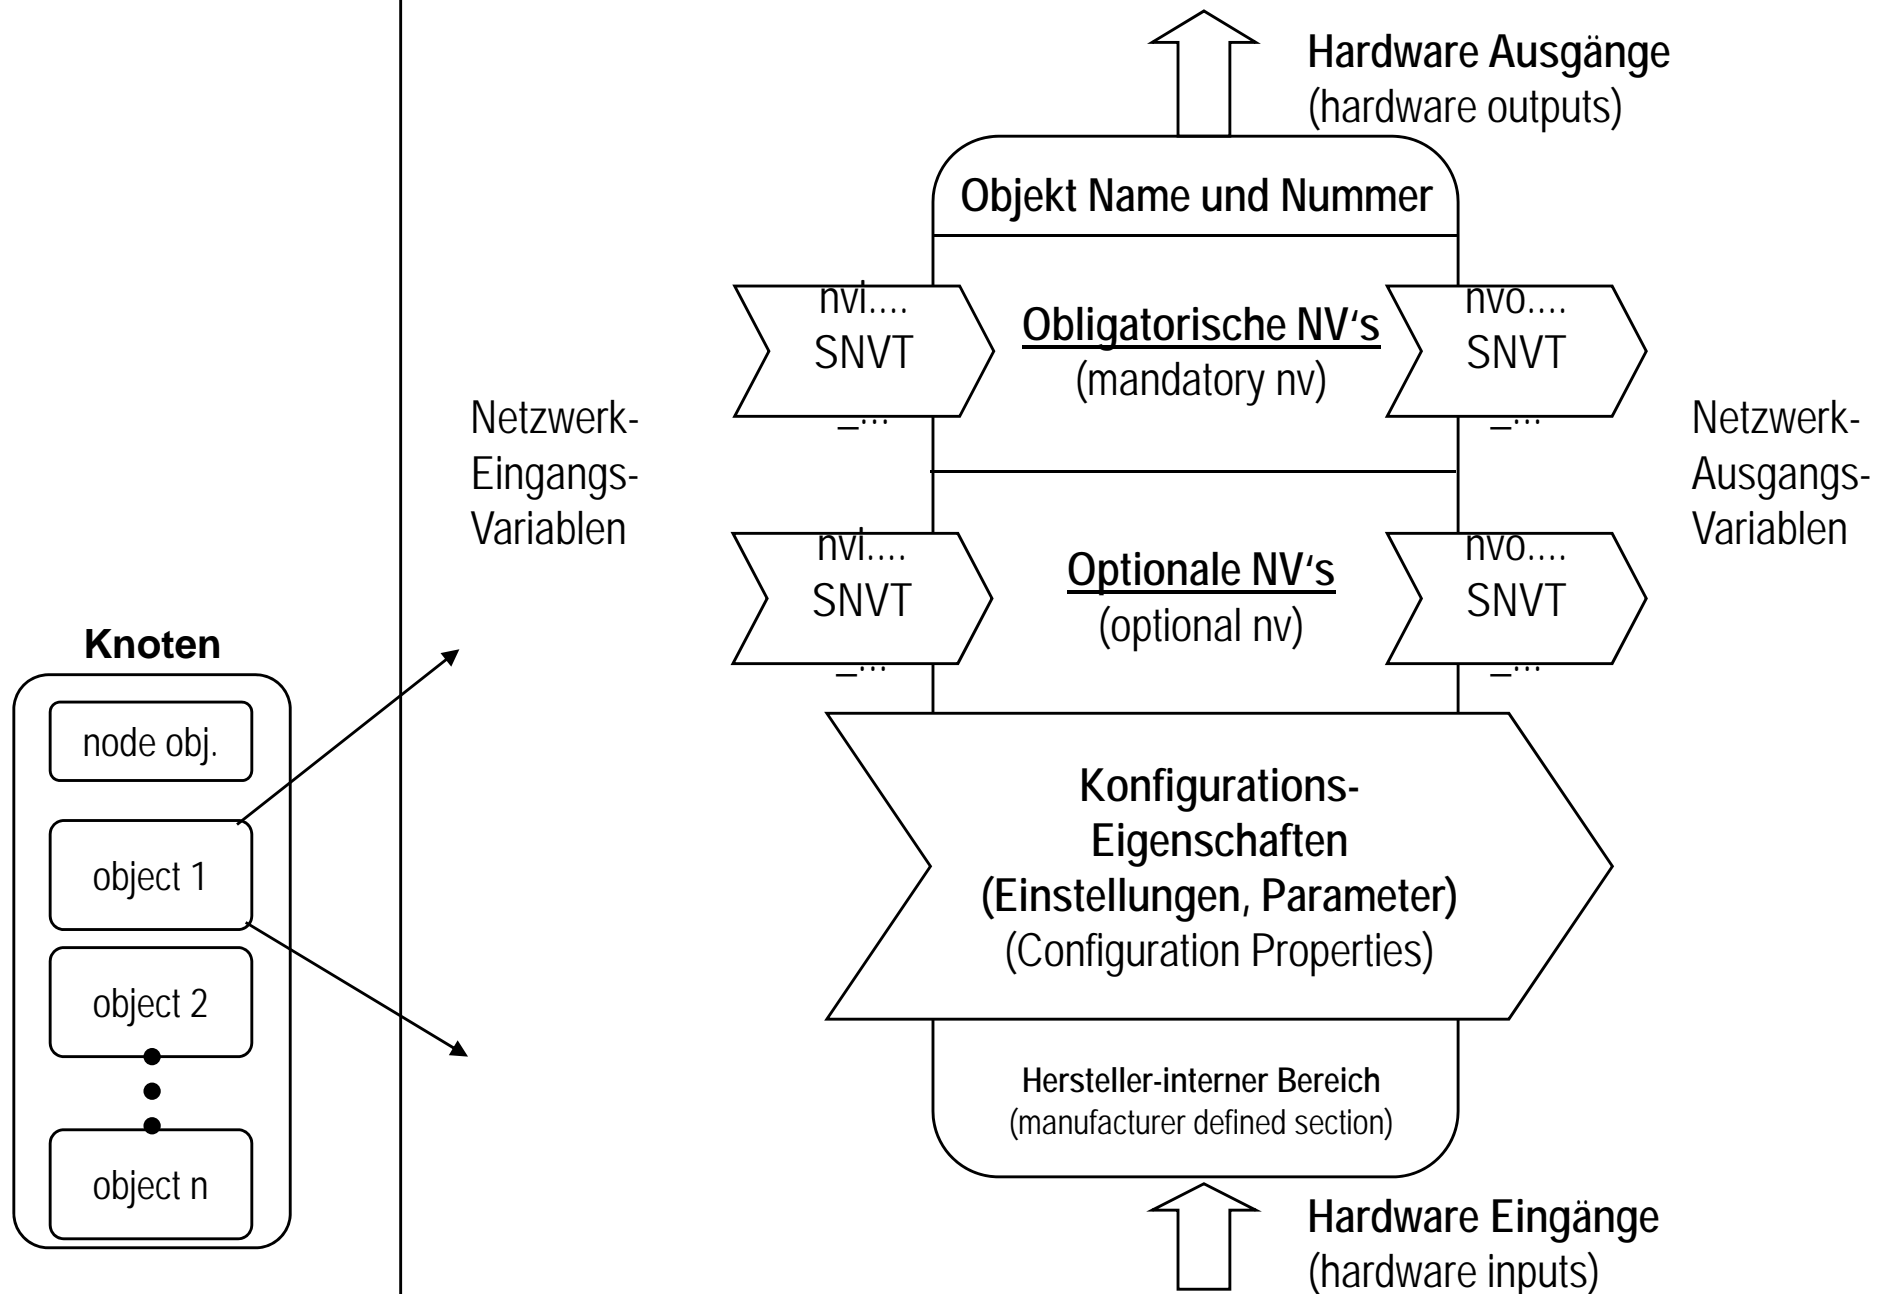 Knoten
node obj.
object 1
object 2
object n
Netzwerk-
Eingangs-
Variablen
Hardware Ausgänge
(hardware outputs)
Objekt Name und Nummer
nvi....
SNVT
_...
Obligatorische NV‘s
(mandatory nv)
nvo....
SNVT
_...
nvi....
SNVT
_...
Optionale NV‘s
(optional nv)
nvo....
SNVT
_...
Netzwerk-
Ausgangs-
Variablen
Konfigurations-
Eigenschaften
(Einstellungen, Parameter)
(Configuration Properties)
Hersteller-interner Bereich
(manufacturer defined section)
Hardware Eingänge
(hardware inputs)